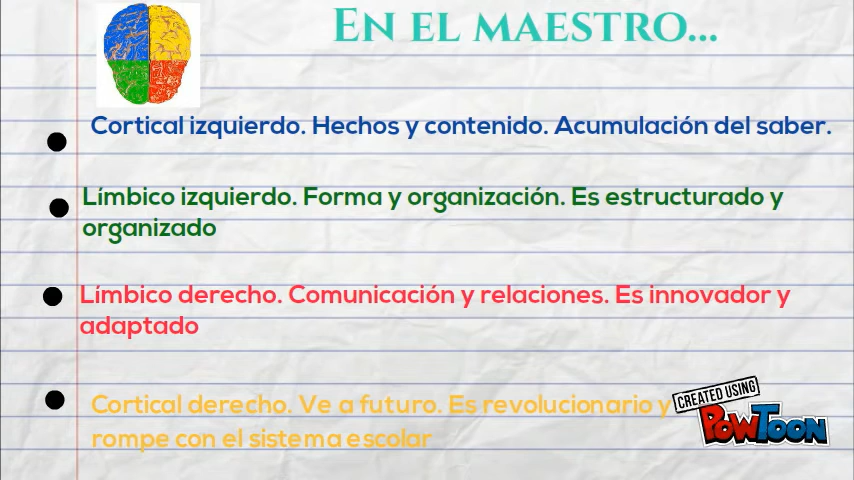 En el maestro...
Cortical izquierdo. Hechos y contenido. Acumulación del saber.
Límbico izquierdo. Forma y organización. Es estructurado y
organizado
Límbico derecho. Comunicación y relaciones. Es innovador y
adaptado
Cortical derecho. Ve a futuro. Es revolucionario y
rompe con el sistema escolar
CREATED USING
POWTOON